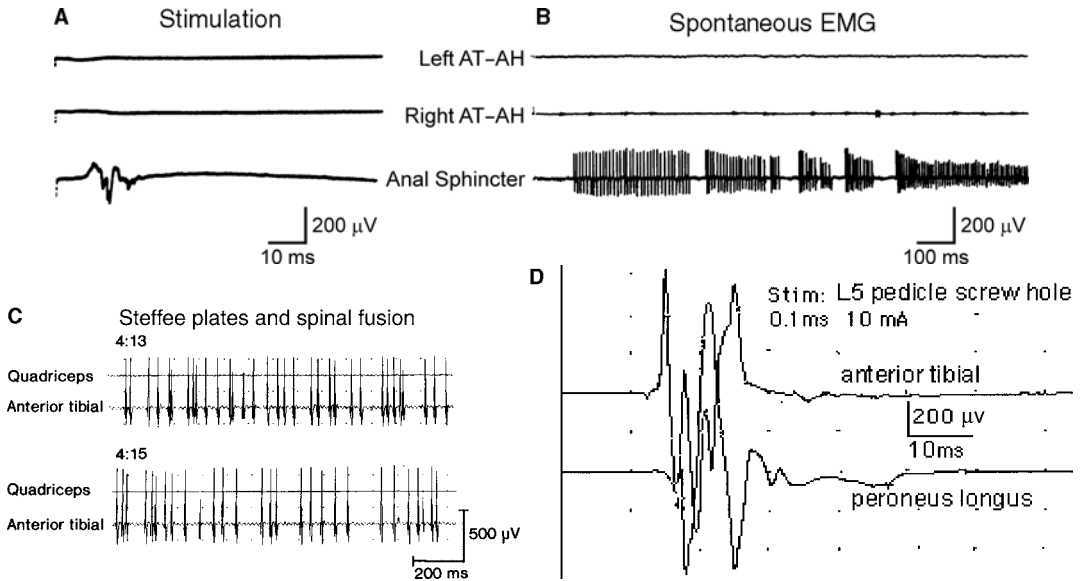 A Stimulation
B Spontaneous EMG
Left AT–AH
Right AT–AH
Anal Sphincter
200 μV
10 ms
200 μV
100 ms
C Steffee plates and spinal fusion
4:13
Quadriceps
Anterior tibial
4:15
Quadriceps
Anterior tibial
500 μV
200 ms
D
Stim: L5 pedicle screw hole
0.1ms 10 mA
anterior tibial
200 μv
10ms
peroneus longus